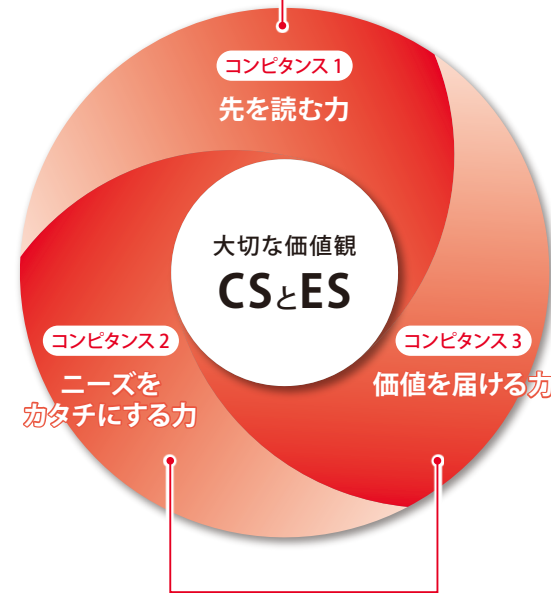 コンピタンス 1
先を読む力
大切な価値観
CSとES
コンピタンス 2
ニーズを
カタチにする力
コンピタンス 3
価値を届ける力